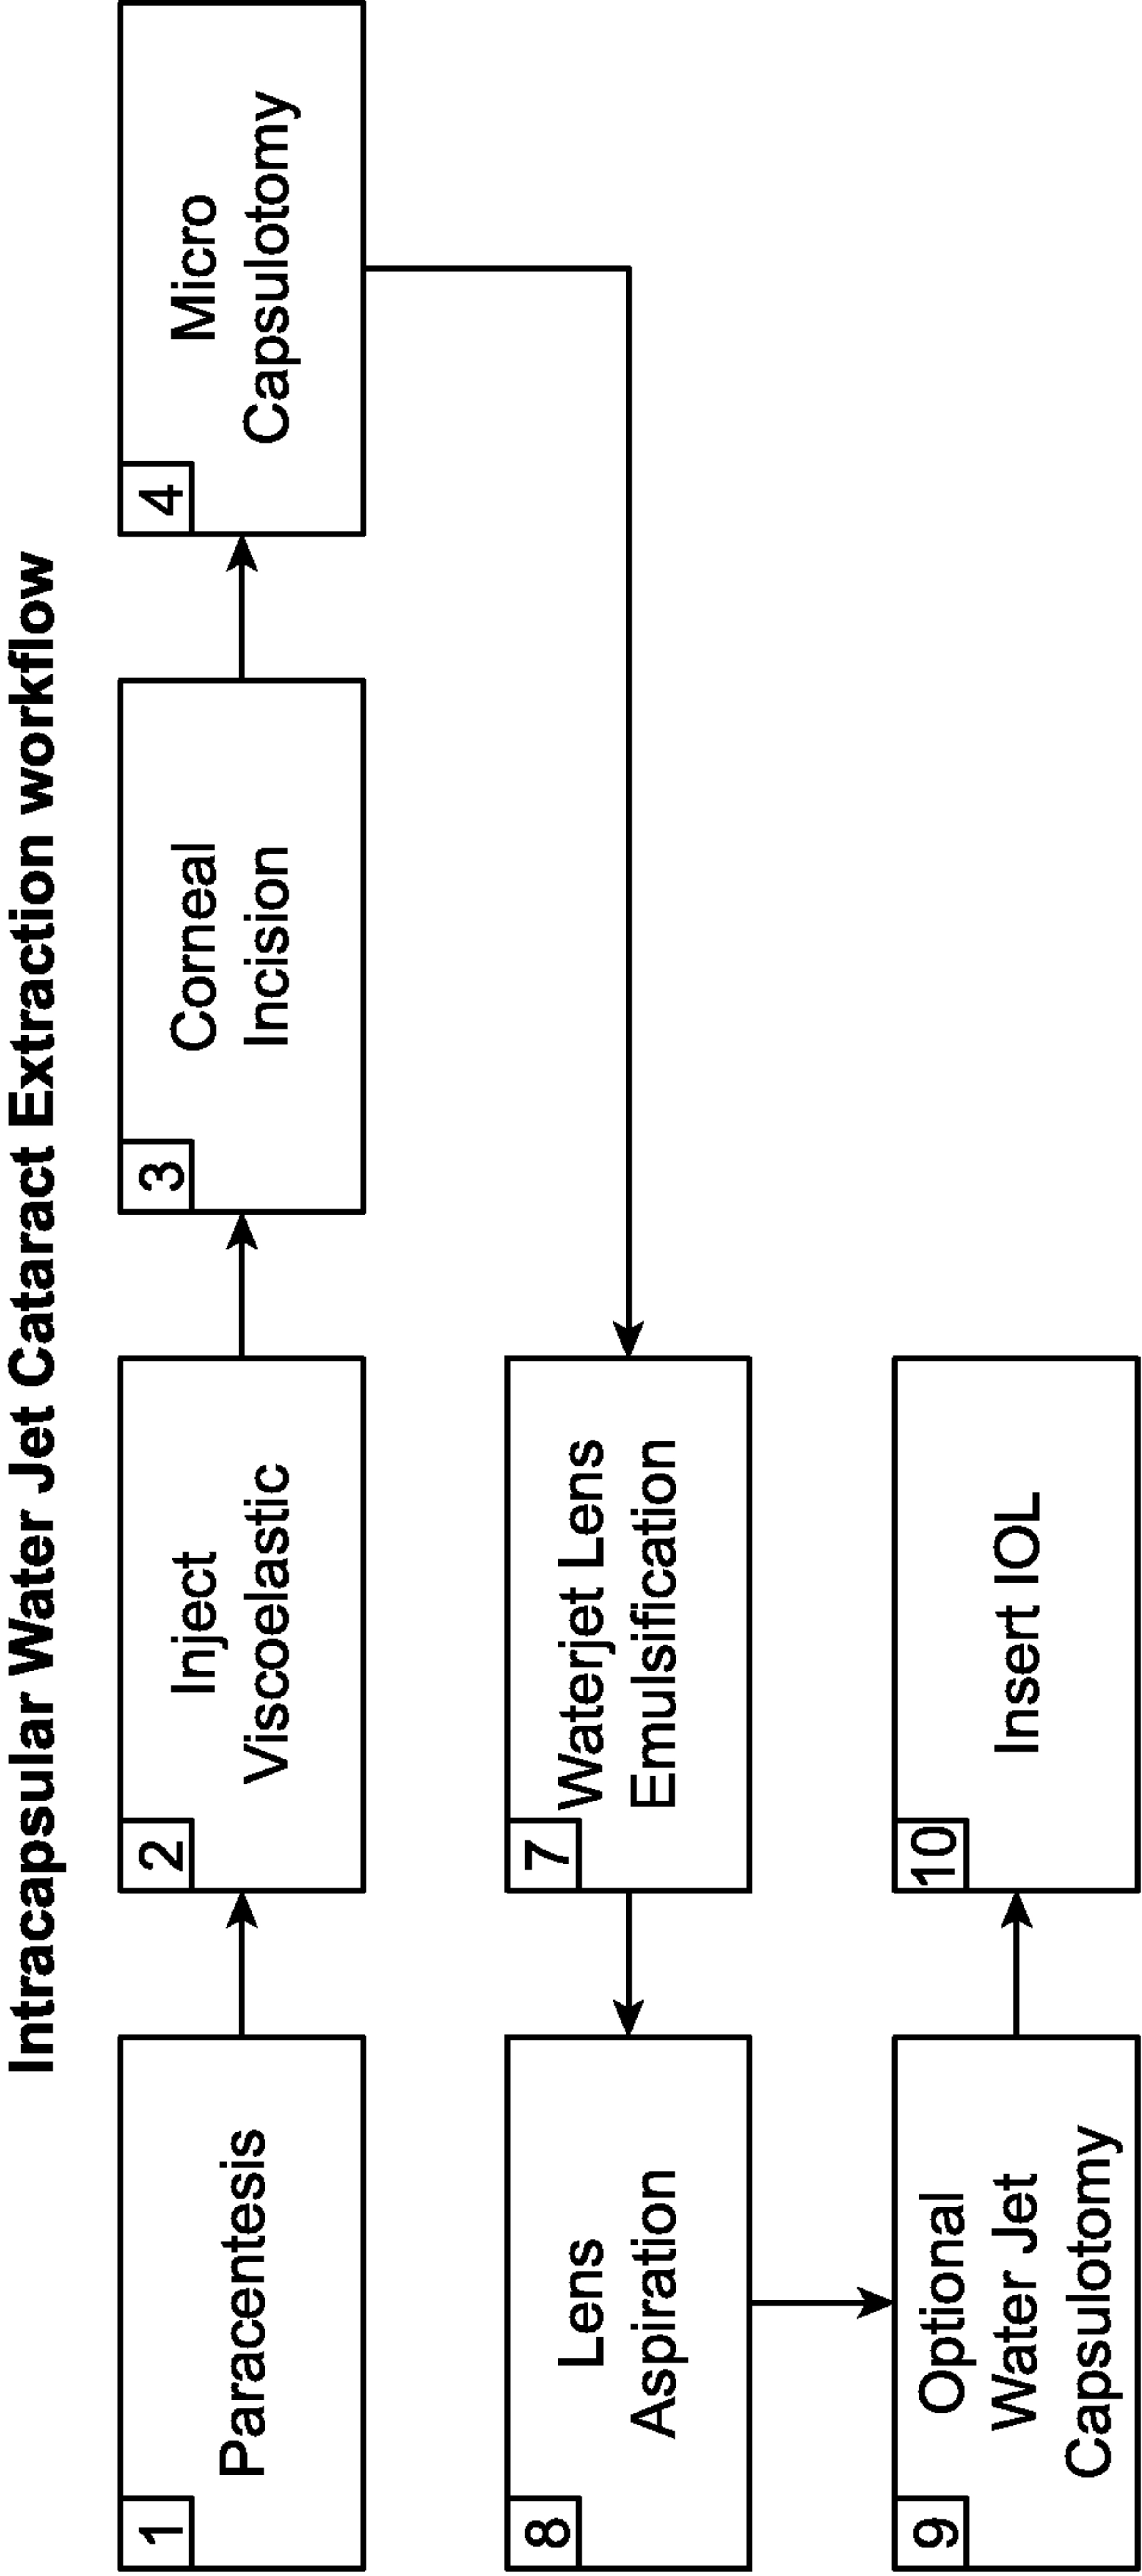 Intracapsular Water Jet Cataract Extraction workflow
1
Paracentesis
2
Inject
Viscoelastic
3
Corneal
Incision
4
Micro
Capsulotomy
7
Waterjet Lens
Emulsification
8
Lens
Aspiration
9
Optional
Water Jet
Capsulotomy
10
Insert IOL